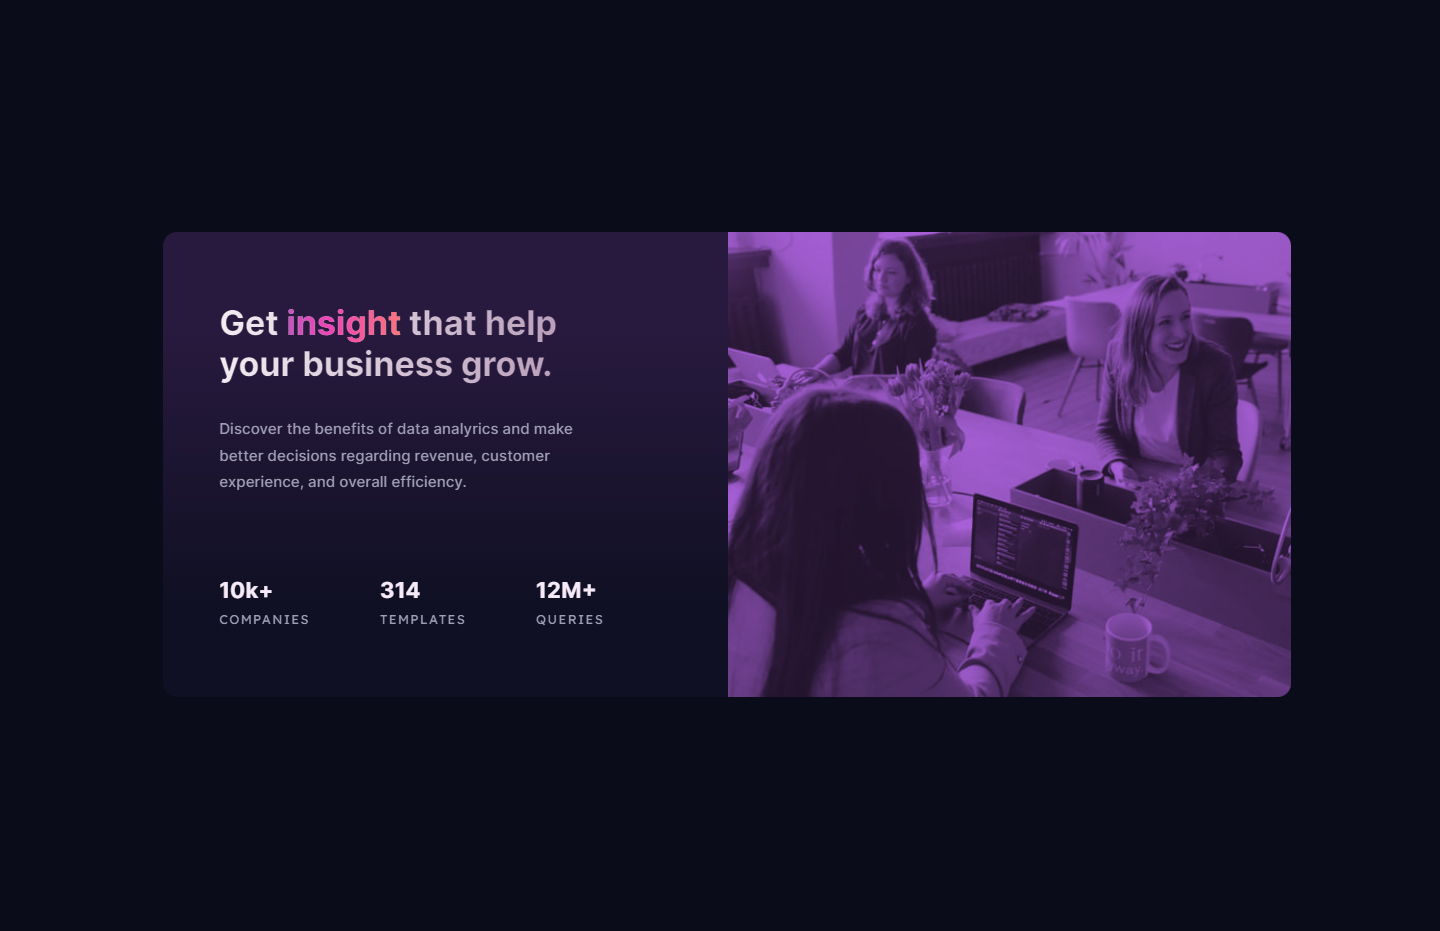 Get insight that help
your business grow.
Discover the benefits of data analyrics and make
better decisions regarding revenue, customer
experience, and overall efficiency.
10k+ 314 12M+
COMPANIES TEMPLATES QUERIES